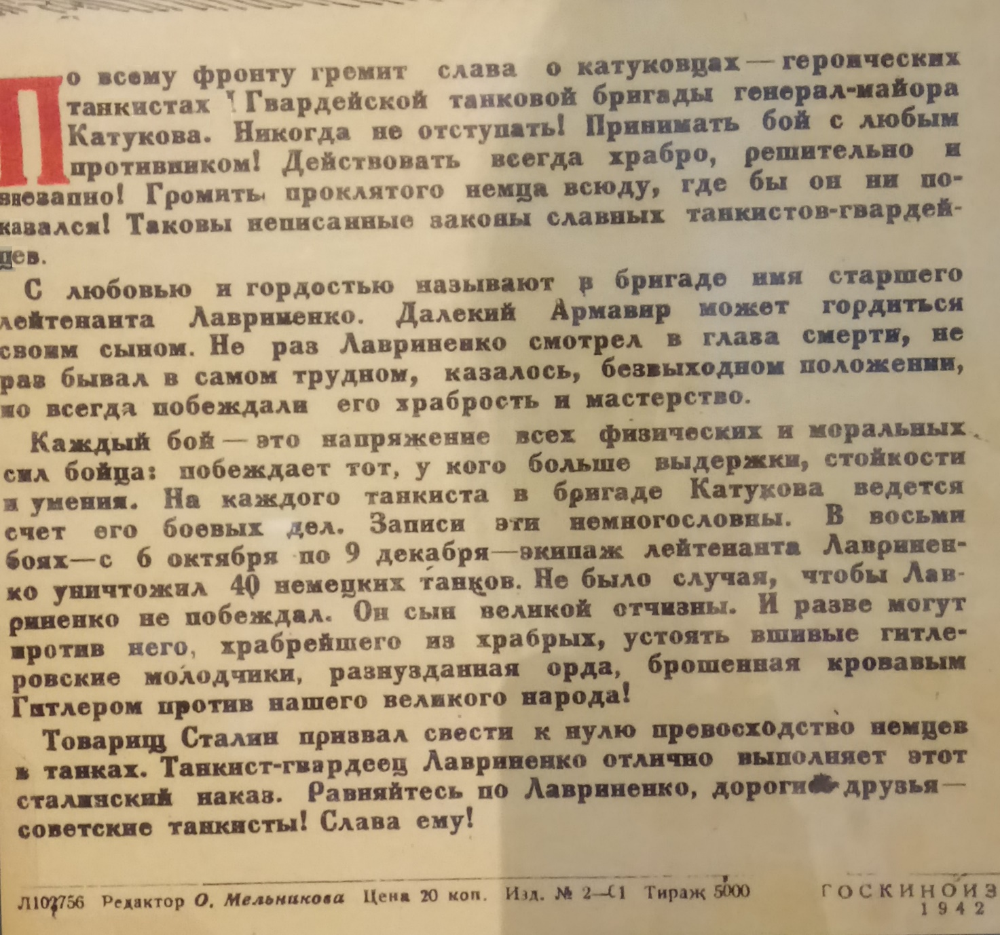 По всему фронту гремит слава о катуковцах — героических
танкистах 1 Гвардейской танковой бригады генерал-майора
Катукова. Никогда не отступать! Принимать бой с любым
противником! Действовать всегда храбро, решительно и
внезапно! Громить проклятого немца всюду, где бы он ни по-
казался! Таковы неписанные законы славных танкистов-гвардей-
цев.
С любовью и гордостью называют в бригаде имя старшего
лейтенанта Лавриненко. Далекий Армавир может гордиться
своим сыном. Не раз Лавриненко смотрел в глаза смерти, не
раз бывал в самом трудном, казалось, безвыходном положении,
но всегда побеждали его храбрость и мастерство.
Каждый бой — это напряжение всех физических и моральных
сил бойца: побеждает тот, у кого больше выдержки, стойкости
и умения. На каждого танкиста в бригаде Катукова ведется
счет его боевых дел. Записи эти немногословны. В восьми
боях—с 6 октября по 9 декабря—экипаж лейтенанта Лавринен-
ко уничтожил 40 немецких танков. Не было случая, чтобы Лав-
риненко не побеждал. Он сын великой отчизны. И разве могут
против него, храбрейшего из храбрых, устоять вшивые гитле-
ровские молодчики, разнузданная орда, брошенная кровавым
Гитлером против нашего великого народа!
Товарищ Сталин призвал свести к нулю превосходство немцев
в танках. Танкист-гвардеец Лавриненко отлично выполняет этот
сталинский наказ. Равняйтесь по Лавриненко, дорогие друзья—
советские танкисты! Слава ему!
Редактор О. Мельникова Цена 20 коп. Изд. № Тираж 5000
ГОСКИНОИЗ
1942